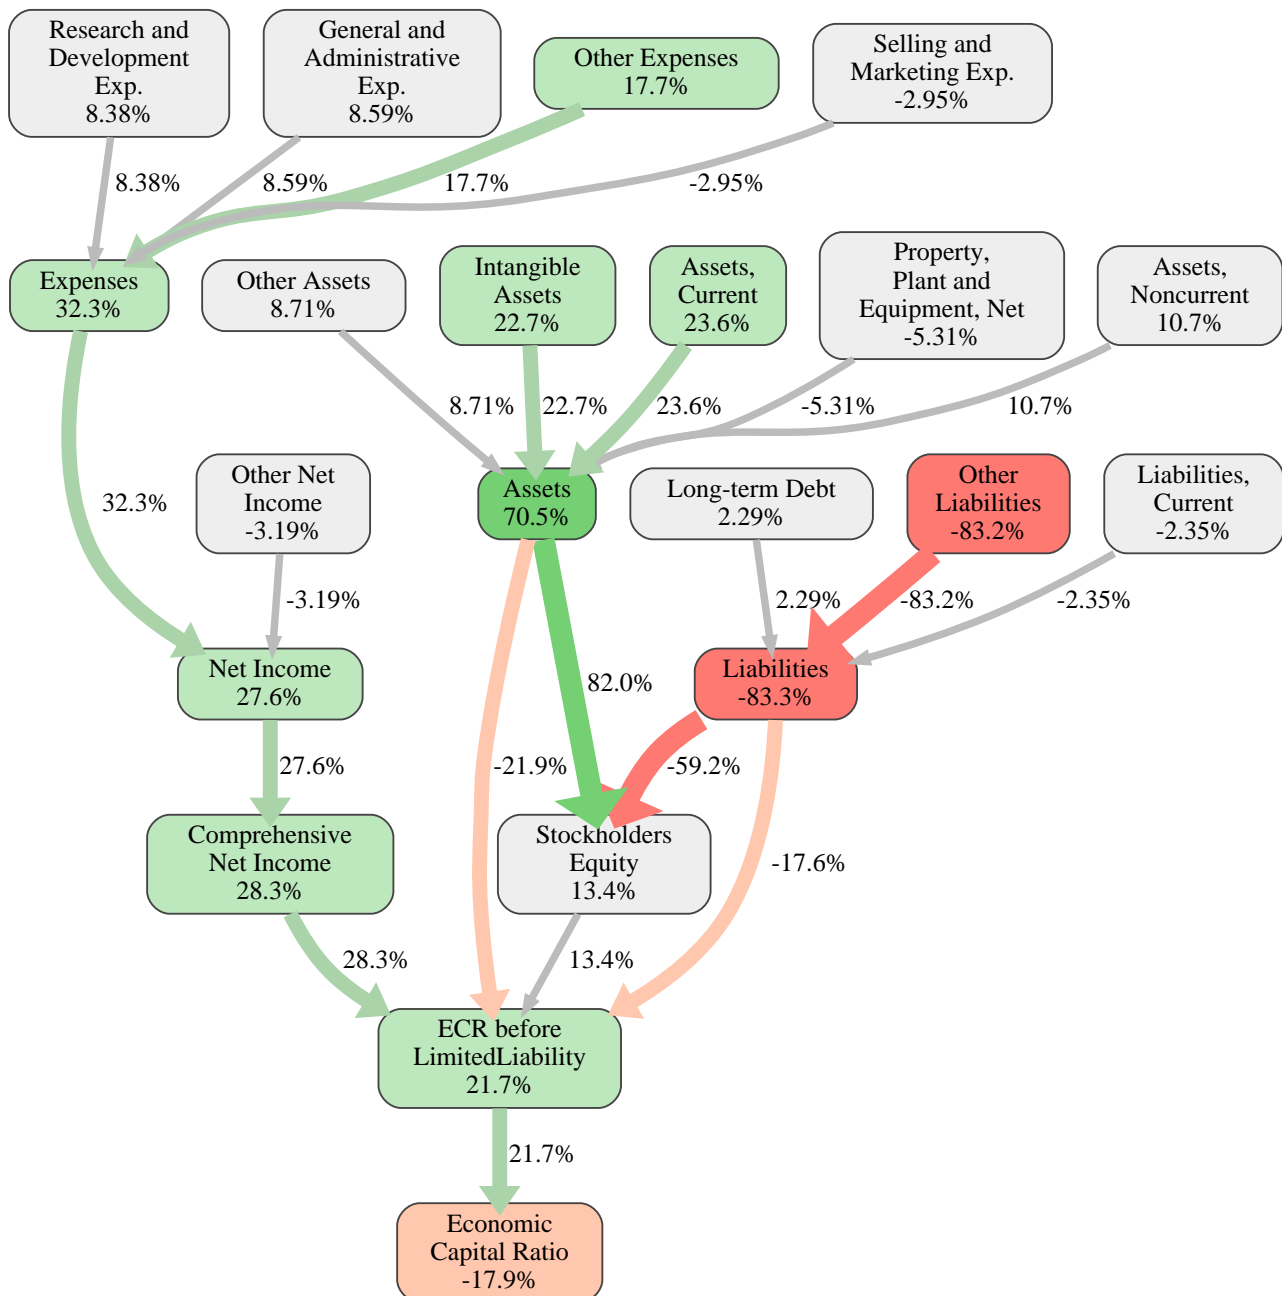 Research and
Development
Exp.
8.38%
General and
Administrative
Exp.
8.59%
Other Expenses
17.7%
Selling and
Marketing Exp.
-2.95%
8.38%
8.59%
17.7%
-2.95%
Expenses
32.3%
Other Assets
8.71%
Intangible
Assets
22.7%
Assets,
Current
23.6%
Property,
Plant and
Equipment, Net
-5.31%
Assets,
Noncurrent
10.7%
8.71%
22.7%
23.6%
-5.31%
10.7%
32.3%
Other Net
Income
-3.19%
Assets
70.5%
Long-term Debt
2.29%
Other
Liabilities
-83.2%
Liabilities,
Current
-2.35%
-3.19%
2.29%
-83.2%
-2.35%
Net Income
27.6%
82.0%
Liabilities
-83.3%
27.6%
-21.9%
-59.2%
Comprehensive
Net Income
28.3%
Stockholders
Equity
13.4%
-17.6%
28.3%
13.4%
ECR before
LimitedLiability
21.7%
21.7%
Economic
Capital Ratio
-17.9%